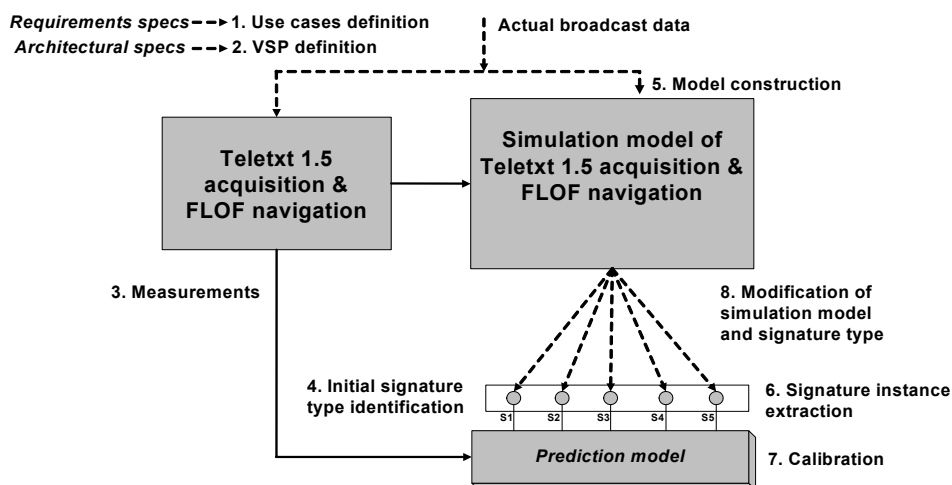 Requirements specs
1. Use cases definition
Architectural specs
2. VSP definition
Actual broadcast data
5. Model construction
Teletxt 1.5
acquisition &
FLOF navigation
Simulation model of
Teletxt 1.5 acquisition &
FLOF navigation
3. Measurements
8. Modification of
simulation model
and signature type
4. Initial signature
type identification
6. Signature instance
extraction
S1
S2
S3
S4
S5
Prediction model
7. Calibration